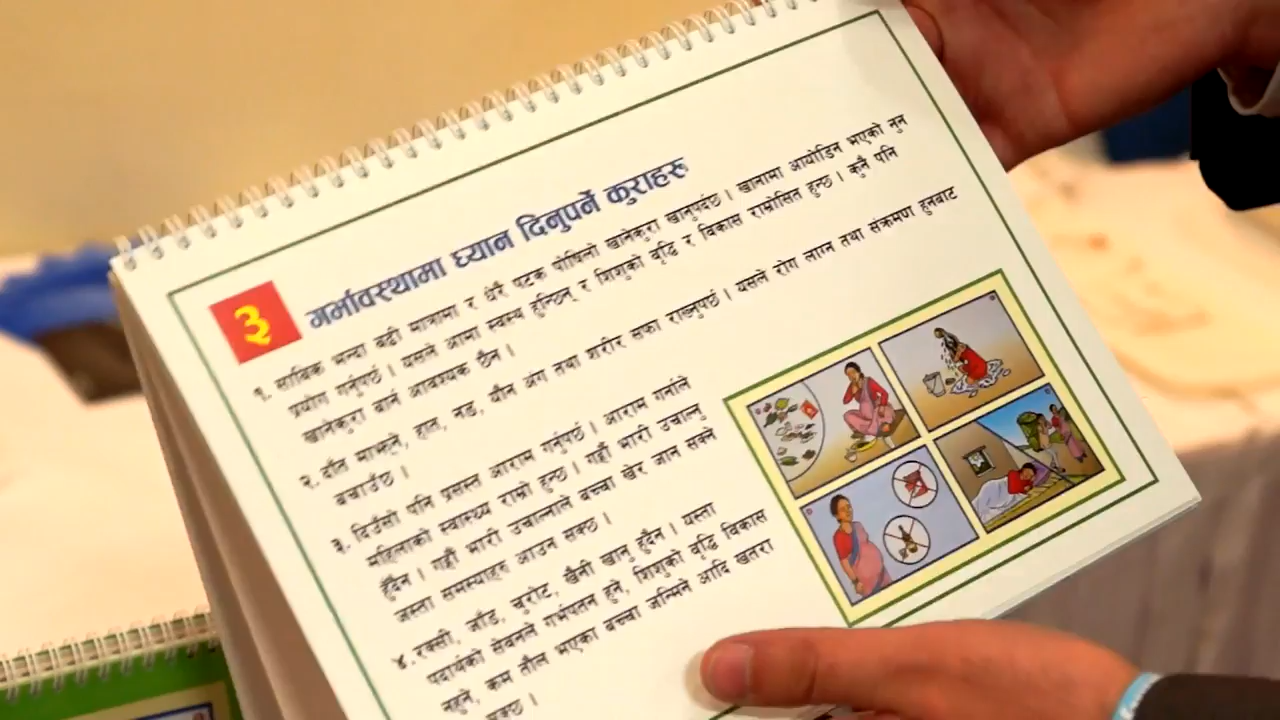 ३
गर्भावस्थामा ध्यान दिनुपर्ने कुराहरु
१. साबिक भन्दा बढी मात्रामा र धेरै पटक पोषिलो खानेकुरा खानुपर्दछ । खानामा आयोडिन भएको नुन
प्रयोग गर्नुपर्छ । यसले आमा स्वस्थ हुन्छिन् र शिशुको वृद्धि र विकास राम्रोसित हुन्छ । कुनै पनि
खानेकुरा बार्न आवश्यक छैन ।
२. दाँत माझ्ने, हात, नङ, यौन अंग तथा शरीर सफा राख्नुपर्छ । यसले रोग लाग्न तथा संक्रमण हुनबाट
बचाउँछ ।
३. दिउँसो पनि प्रसस्त आराम गर्नुपर्छ । आराम गर्नाले
महिलाको स्वास्थ्य राम्रो हुन्छ । गह्रौं भारी उचाल्नु
हुँदैन । गह्रौं भारी उचाल्नाले बच्चा खेर जान सक्ने
जस्ता समस्याहरु आउन सक्छ ।
४. रक्सी, जाँड, चुरोट, खैनी खानु हुँदैन । यस्ता
पदार्थको सेवनले गर्भपतन हुने, शिशुको वृद्धि विकास
नहुने, कम तौल भएका बच्चा जन्मिने आदि खतरा
सक्छ ।